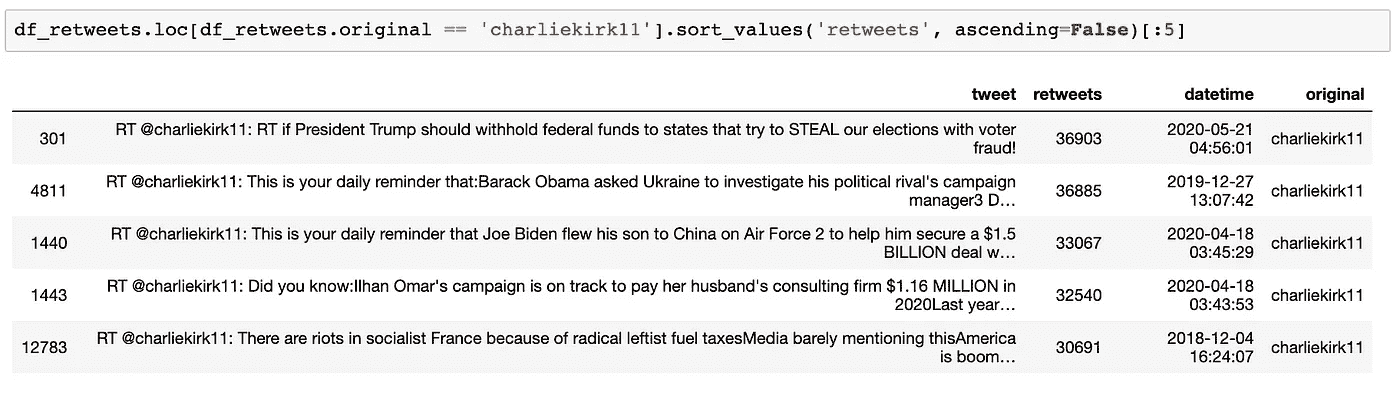 df_retweets.loc[df_retweets.original == 'charliekirk11'].sort_values('retweets', ascending=False)[:5]
tweet retweets datetime original
301 RT @charliekirk11: RT if President Trump should withhold federal funds to states that try to STEAL our elections with voter fraud! 36903 2020-05-21 04:56:01 charliekirk11
4811 RT @charliekirk11: This is your daily reminder that:Barack Obama asked Ukraine to investigate his political rival's campaign manager3 D… 36885 2019-12-27 13:07:42 charliekirk11
1440 RT @charliekirk11: This is your daily reminder that Joe Biden flew his son to China on Air Force 2 to help him secure a $1.5 BILLION deal w… 33067 2020-04-18 03:45:29 charliekirk11
1443 RT @charliekirk11: Did you know:Ilhan Omar's campaign is on track to pay her husband's consulting firm $1.16 MILLION in 2020Last year… 32540 2020-04-18 03:43:53 charliekirk11
12783 RT @charliekirk11: There are riots in socialist France because of radical leftist fuel taxesMedia barely mentioning thisAmerica is boom… 30691 2018-12-04 16:24:07 charliekirk11